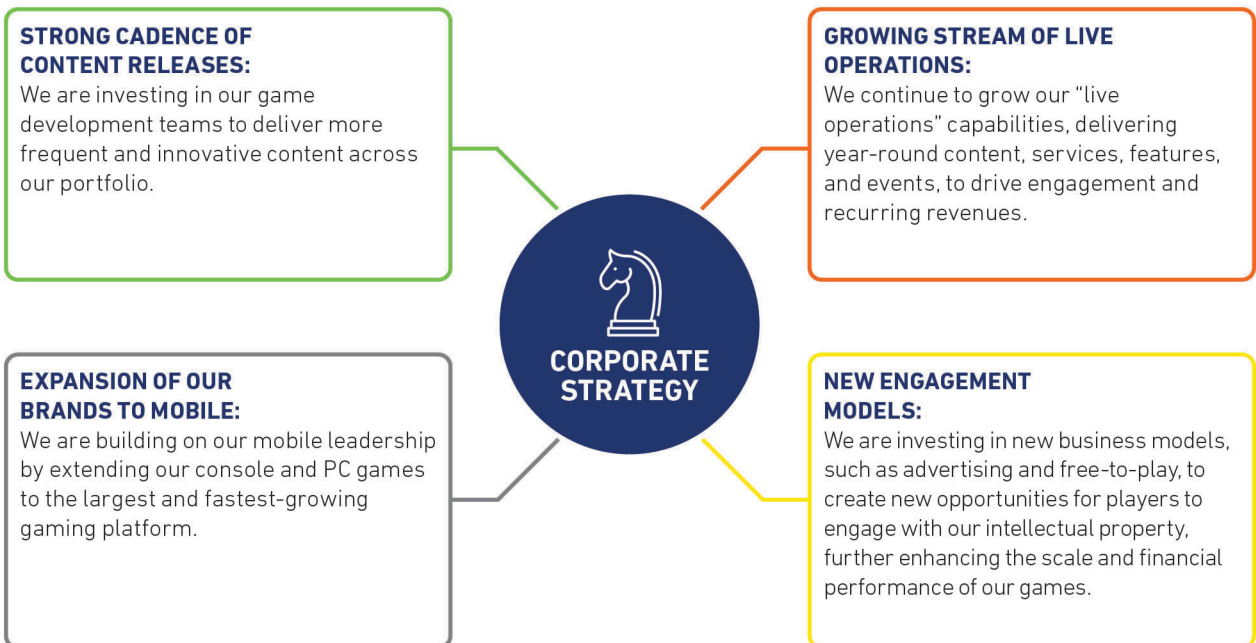 STRONG CADENCE OF
CONTENT RELEASES:
We are investing in our game
development teams to deliver more
frequent and innovative content across
our portfolio.
GROWING STREAM OF LIVE
OPERATIONS:
We continue to grow our “live
operations” capabilities, delivering
year-round content, services, features,
and events, to drive engagement and
recurring revenues.
CORPORATE
STRATEGY
EXPANSION OF OUR
BRANDS TO MOBILE:
We are building on our mobile leadership
by extending our console and PC games
to the largest and fastest-growing
gaming platform.
NEW ENGAGEMENT
MODELS:
We are investing in new business models,
such as advertising and free-to-play, to
create new opportunities for players to
engage with our intellectual property,
further enhancing the scale and financial
performance of our games.